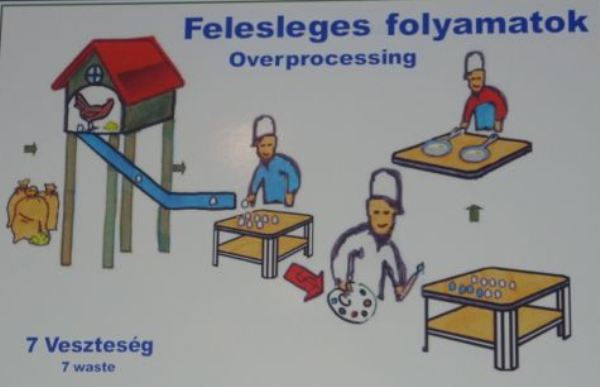 Felesleges folyamatok
Overprocessing
7 Veszteség
7 waste